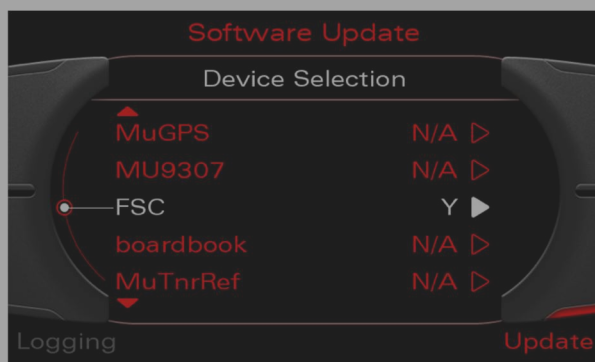 Software Update
Device Selection
MuGPS N/A
MU9307 N/A
FSC Y
boardbook N/A
MuTnrRef N/A
Logging Update